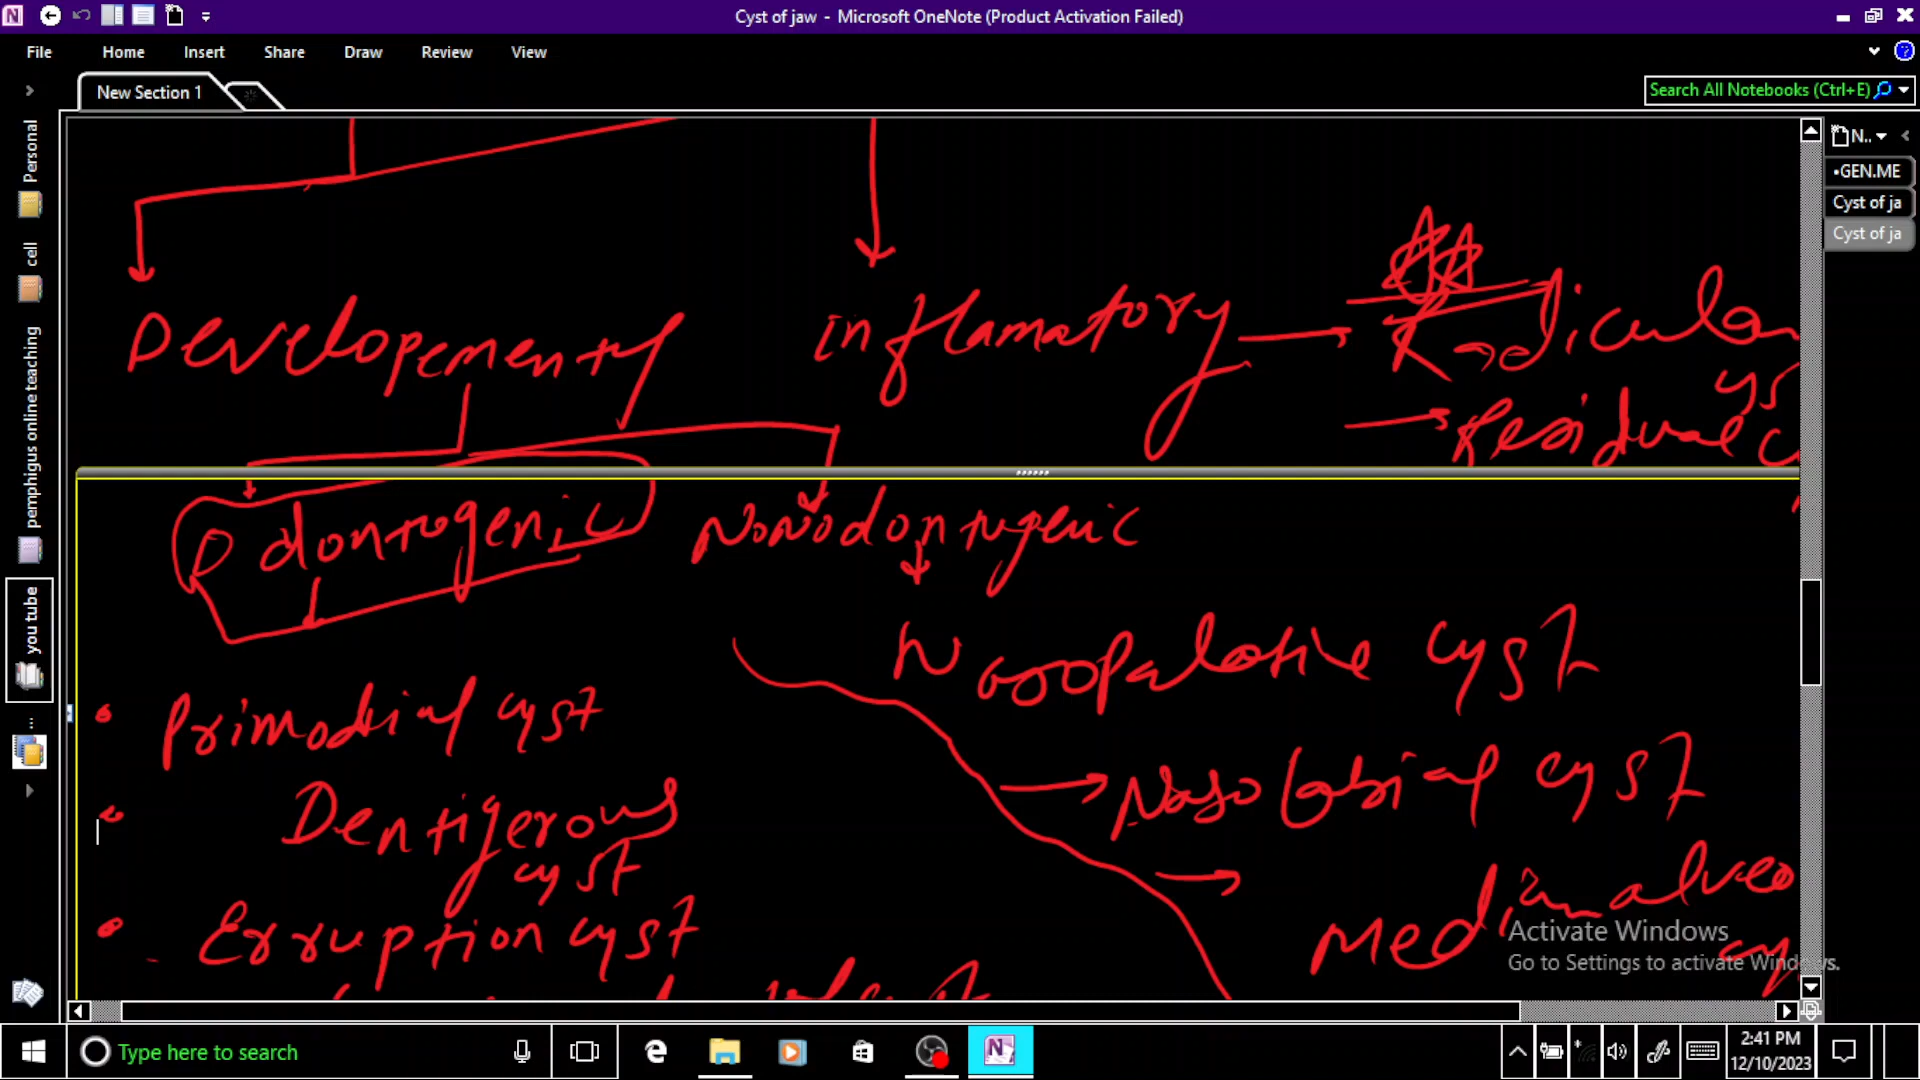 Cyst of jaw - Microsoft OneNote (Product Activation Failed)
File Home Insert Share Draw Review View
New Section 1
Search All Notebooks (Ctrl+E)
N..
•GEN.ME
Cyst of ja
Cyst of ja
Personal
cell
pemphigus online teaching
you tube
...
Inflamatory
Radicular
Residual
Odontogenic
Nonodontogenic
cyst
Primodial cyst
Nasolabial cyst
Dentigerous
cyst
Erruption cyst
Activate Windows
Go to Settings to activate Windows.
Type here to search
2:41 PM
12/10/2023